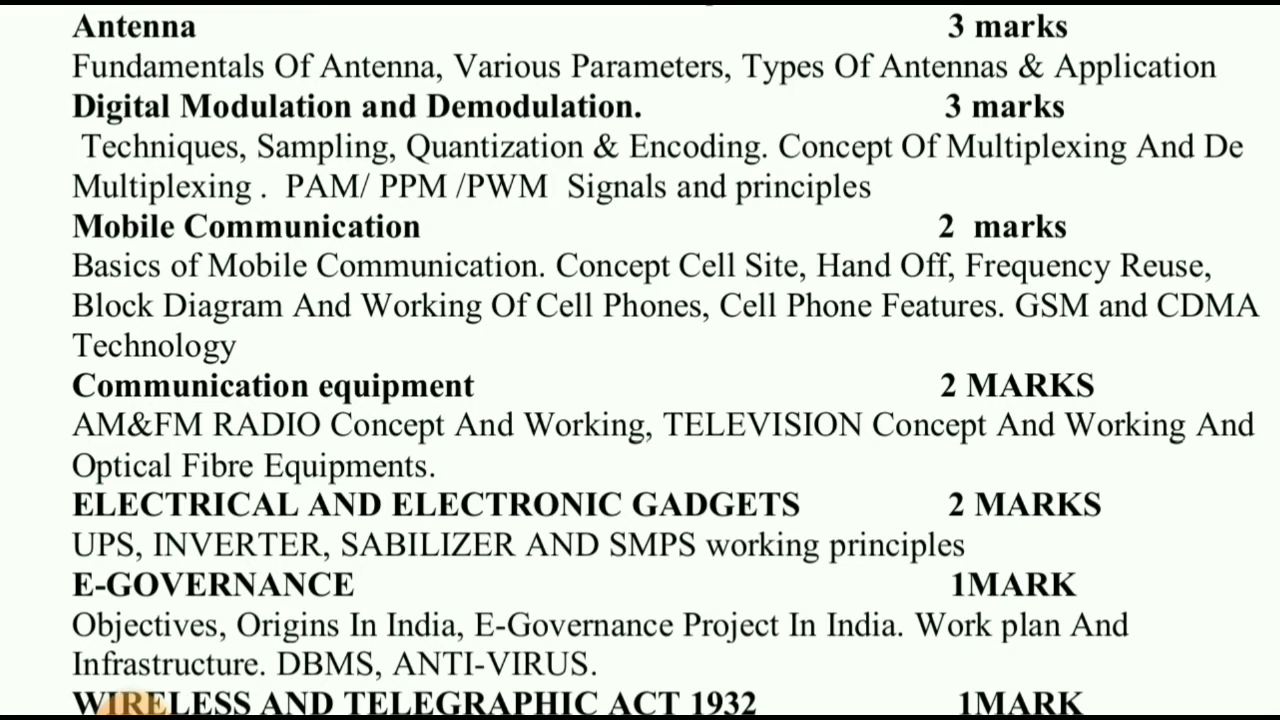 Antenna 3 marks
Fundamentals Of Antenna, Various Parameters, Types Of Antennas & Application
Digital Modulation and Demodulation. 3 marks
Techniques, Sampling, Quantization & Encoding. Concept Of Multiplexing And De
Multiplexing . PAM/ PPM /PWM Signals and principles
Mobile Communication 2 marks
Basics of Mobile Communication. Concept Cell Site, Hand Off, Frequency Reuse,
Block Diagram And Working Of Cell Phones, Cell Phone Features. GSM and CDMA
Technology
Communication equipment 2 MARKS
AM&FM RADIO Concept And Working, TELEVISION Concept And Working And
Optical Fibre Equipments.
ELECTRICAL AND ELECTRONIC GADGETS 2 MARKS
UPS, INVERTER, SABILIZER AND SMPS working principles
E-GOVERNANCE 1MARK
Objectives, Origins In India, E-Governance Project In India. Work plan And
Infrastructure. DBMS, ANTI-VIRUS.
WIRELESS AND TELEGRAPHIC ACT 1932 1MARK